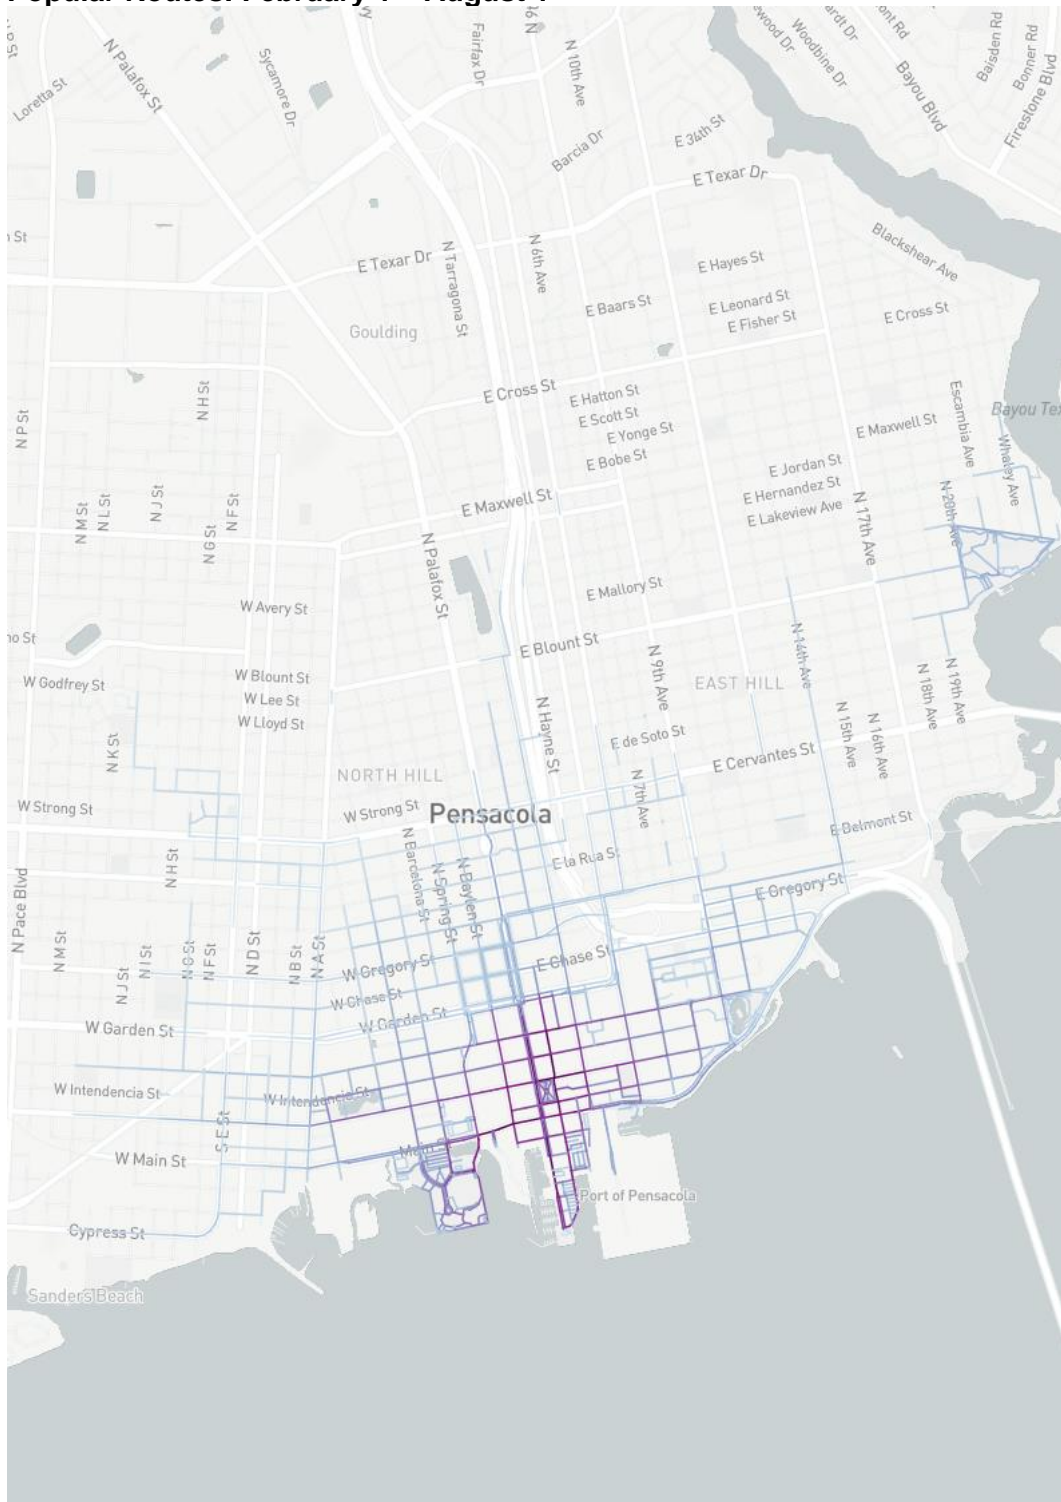 Popular Routes: February 1 – August 1
N Palafox St
Fairfax Dr
N 10th Ave
Woodbine Dr
Bayou Blvd
Baisden Rd
Bonner Rd
Firestone Blvd
Loretta St
Sycamore Dr
Barcia Dr
E 34th St
E Texar Dr
Blackshear Ave
E Texar Dr
N Tarragona St
N 6th Ave
E Hayes St
E Baars St
E Leonard St
E Fisher St
E Cross St
Goulding
E Cross St
E Hatton St
E Scott St
E Yonge St
E Bobe St
N H St
N P St
Escambia Ave
Bayou Tex
E Maxwell St
Whaley Ave
E Jordan St
E Hernandez St
E Lakeview Ave
N 17th Ave
N 20th Ave
E Maxwell St
N M St
N L St
N J St
N G St
N F St
N Palafox St
E Mallory St
W Avery St
E Blount St
N 9th Ave
N 14th Ave
EAST HILL
N 18th Ave
N 19th Ave
W Godfrey St
W Blount St
W Lee St
W Lloyd St
N K St
N Hayne St
E de Soto St
N 15th Ave
N 16th Ave
E Cervantes St
NORTH HILL
N 7th Ave
W Strong St
W Strong St
Pensacola
E Belmont St
N H St
N Barcelona St
N Spring St
N Baylen St
E la Rua St
E Gregory St
N Pace Blvd
N M St
N J St
N I St
N G St
N F St
N D St
N B St
N A St
W Gregory St
E Chase St
W Chase St
W Garden St
W Garden St
W Intendencia St
W Intendencia St
S E St
W Main St
Main St
Port of Pensacola
Cypress St
Sanders Beach